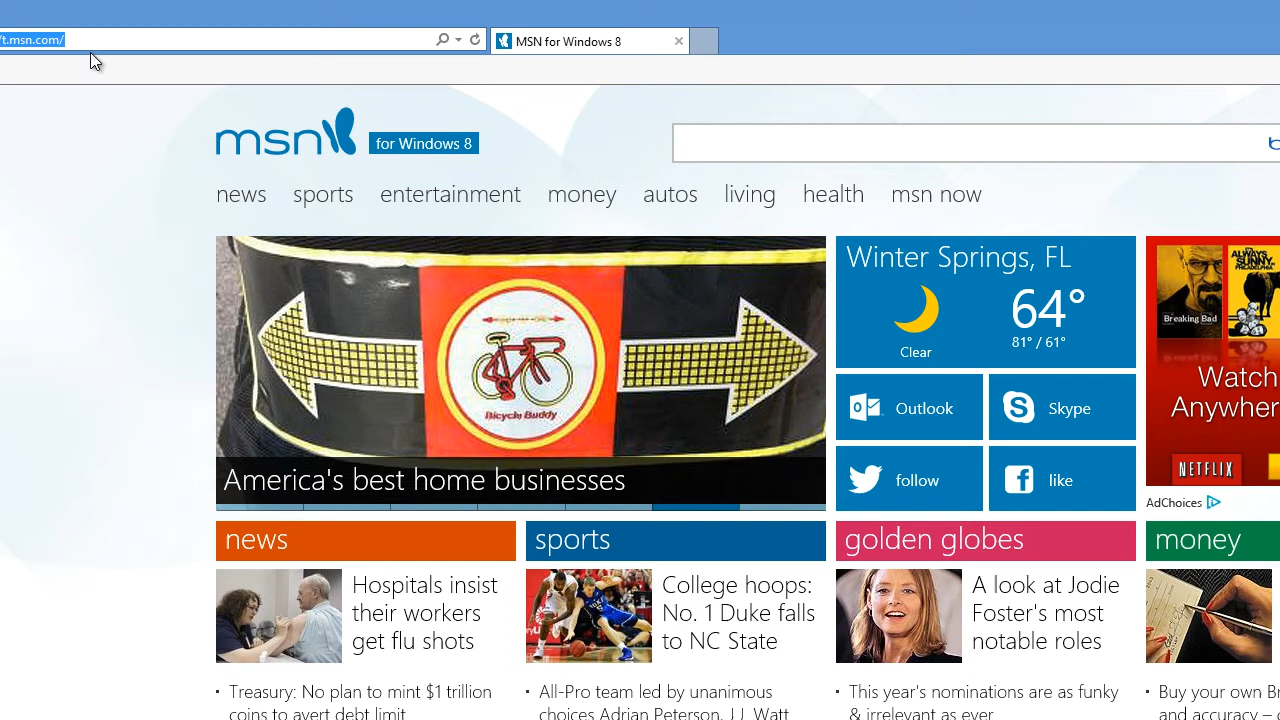 /t.msn.com/
MSN for Windows 8
msn for Windows 8
news sports entertainment money autos living health msn now
Bicycle Buddy
America's best home businesses
Winter Springs, FL
64°
81° / 61°
Clear
Outlook
Skype
follow
like
Breaking Bad
ALWAYS SUNNY PHILADELPHIA
Watch
Anywher
NETFLIX
AdChoices
news
Hospitals insist
their workers
get flu shots
Treasury: No plan to mint $1 trillion
coins to avert debt limit
sports
College hoops:
No. 1 Duke falls
to NC State
All-Pro team led by unanimous
choices Adrian Peterson, J.J. Watt
golden globes
A look at Jodie
Foster's most
notable roles
This year's nominations are as funky
& irrelevant as ever
money
Buy your own Br
and accuracy –